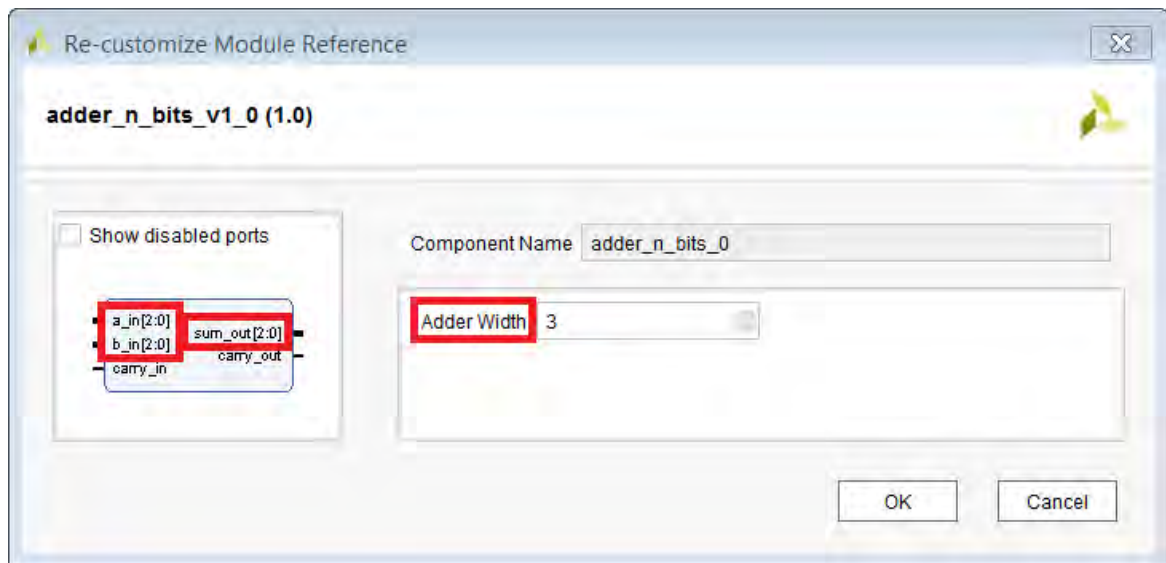 Re-customize Module Reference
adder_n_bits_v1_0 (1.0)
Show disabled ports
a_in[2:0]
b_in[2:0]
carry_in
sum_out[2:0]
carry_out
Component Name adder_n_bits_0
Adder Width 3
OK Cancel